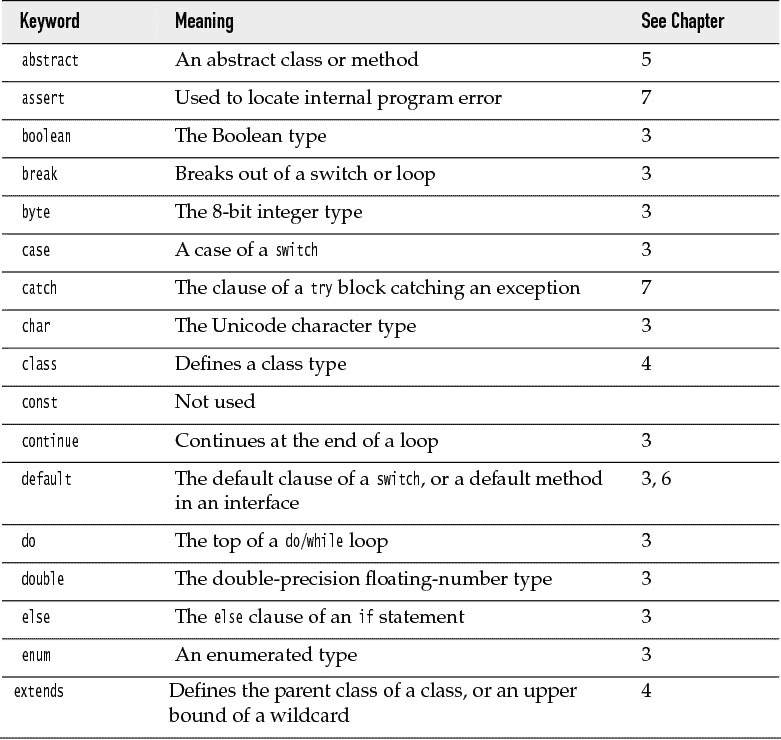 Keyword Meaning See Chapter
abstract An abstract class or method 5
assert Used to locate internal program error 7
boolean The Boolean type 3
break Breaks out of a switch or loop 3
byte The 8-bit integer type 3
case A case of a switch 3
catch The clause of a try block catching an exception 7
char The Unicode character type 3
class Defines a class type 4
const Not used
continue Continues at the end of a loop 3
default The default clause of a switch, or a default method 3, 6
in an interface
do The top of a do/while loop 3
double The double-precision floating-number type 3
else The else clause of an if statement 3
enum An enumerated type 3
extends Defines the parent class of a class, or an upper 4
bound of a wildcard